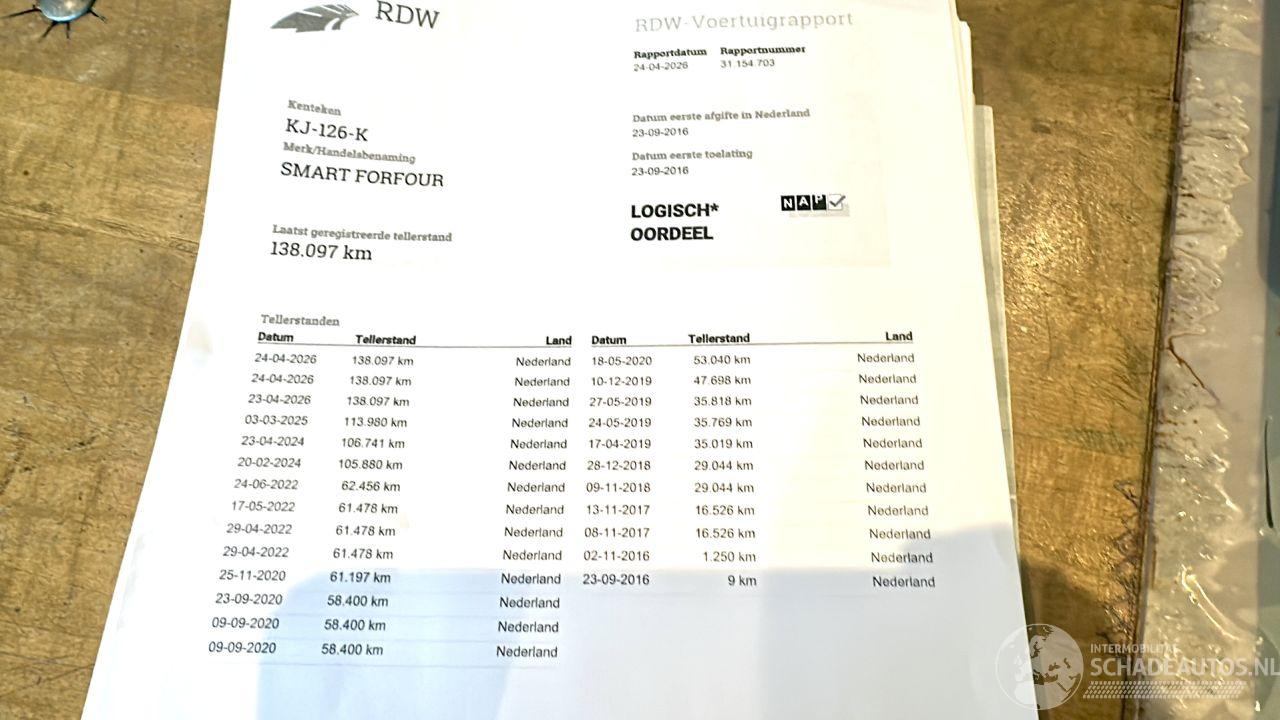 RDW
RDW-Voertuigrapport
Rapportdatum Rapportnummer
24-04-2026 31.154.703
Kenteken
KJ-126-K
Merk/Handelsbenaming
SMART FORFOUR
Datum eerste afgifte in Nederland
23-09-2016
Datum eerste toelating
23-09-2016
LOGISCH*
OORDEEL
NAP
Laatst geregistreerde tellerstand
138.097 km
Tellerstanden
Datum Tellerstand Land Datum Tellerstand Land
24-04-2026 138.097 km Nederland 18-05-2020 53.040 km Nederland
24-04-2026 138.097 km Nederland 10-12-2019 47.698 km Nederland
23-04-2026 138.097 km Nederland 27-05-2019 35.818 km Nederland
03-03-2025 113.980 km Nederland 24-05-2019 35.769 km Nederland
23-04-2024 106.741 km Nederland 17-04-2019 35.019 km Nederland
20-02-2024 105.880 km Nederland 28-12-2018 29.044 km Nederland
24-06-2022 62.456 km Nederland 09-11-2018 29.044 km Nederland
17-05-2022 61.478 km Nederland 13-11-2017 16.526 km Nederland
29-04-2022 61.478 km Nederland 08-11-2017 16.526 km Nederland
29-04-2022 61.478 km Nederland 02-11-2016 1.250 km Nederland
25-11-2020 61.197 km Nederland 23-09-2016 9 km Nederland
23-09-2020 58.400 km Nederland
09-09-2020 58.400 km Nederland
09-09-2020 58.400 km Nederland
INTERMOBILITAS
SCHADEAUTOS.NL